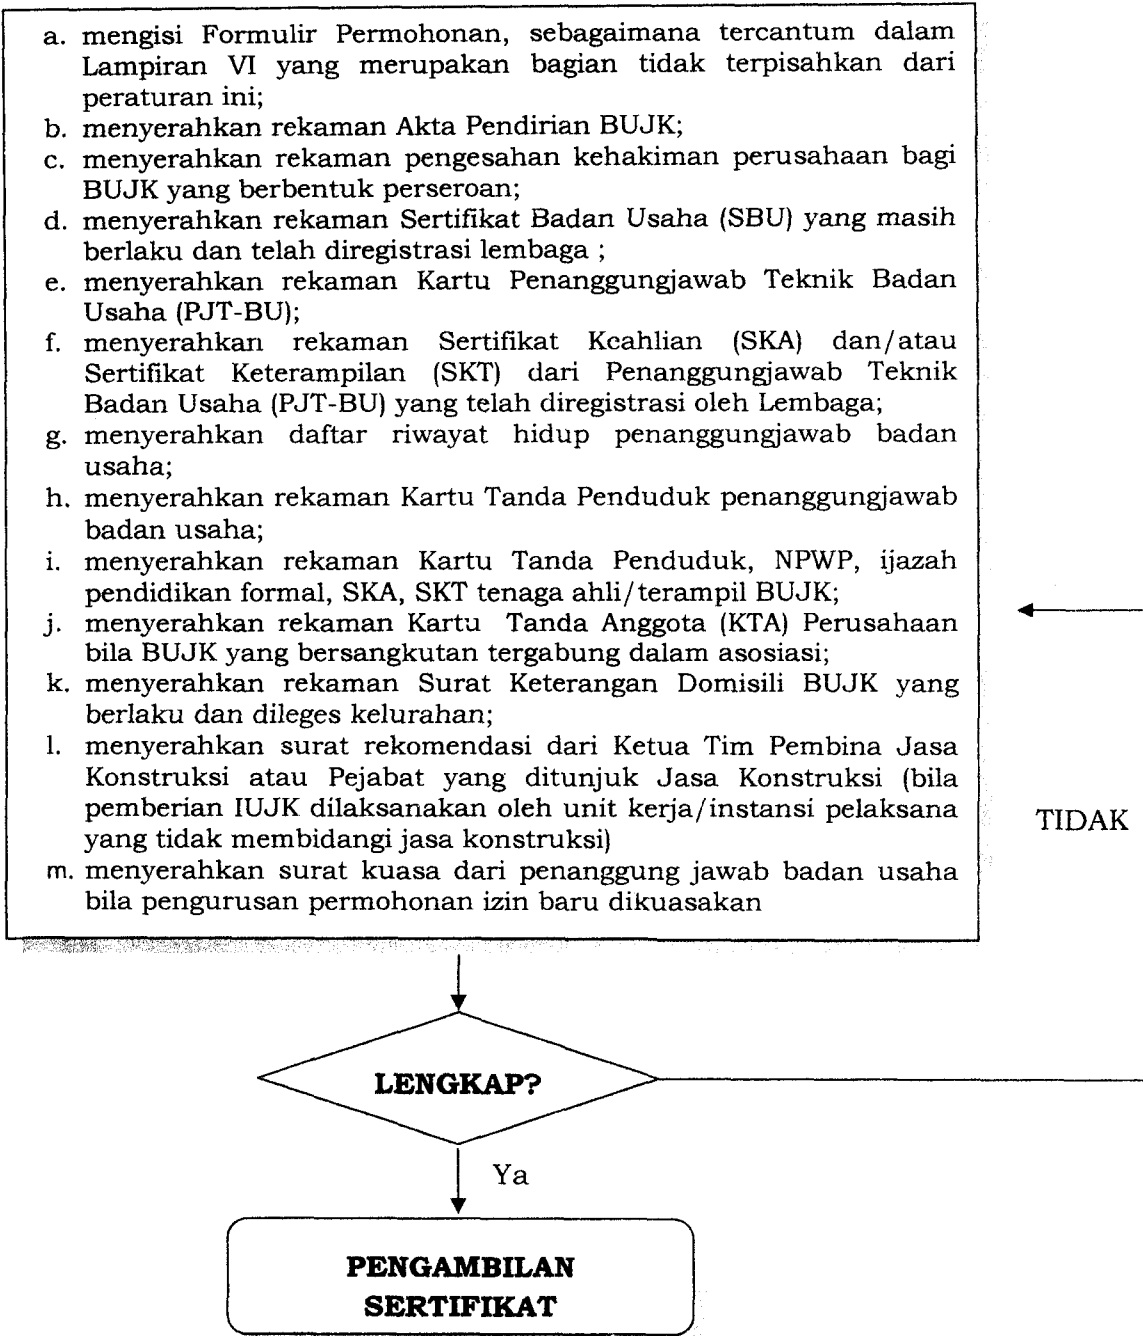 a. mengisi Formulir Permohonan, sebagaimana tercantum dalam
Lampiran VI yang merupakan bagian tidak terpisahkan dari
peraturan ini;
b. menyerahkan rekaman Akta Pendirian BUJK;
c. menyerahkan rekaman pengesahan kehakiman perusahaan bagi
BUJK yang berbentuk perseroan;
d. menyerahkan rekaman Sertifikat Badan Usaha (SBU) yang masih
berlaku dan telah diregistrasi lembaga ;
e. menyerahkan rekaman Kartu Penanggungjawab Teknik Badan
Usaha (PJT-BU);
f. menyerahkan rekaman Sertifikat Keahlian (SKA) dan/atau
Sertifikat Keterampilan (SKT) dari Penanggungjawab Teknik
Badan Usaha (PJT-BU) yang telah diregistrasi oleh Lembaga;
g. menyerahkan daftar riwayat hidup penanggungjawab badan
usaha;
h. menyerahkan rekaman Kartu Tanda Penduduk penanggungjawab
badan usaha;
i. menyerahkan rekaman Kartu Tanda Penduduk, NPWP, ijazah
pendidikan formal, SKA, SKT tenaga ahli/terampil BUJK;
j. menyerahkan rekaman Kartu Tanda Anggota (KTA) Perusahaan
bila BUJK yang bersangkutan tergabung dalam asosiasi;
k. menyerahkan rekaman Surat Keterangan Domisili BUJK yang
berlaku dan dileges kelurahan;
l. menyerahkan surat rekomendasi dari Ketua Tim Pembina Jasa
Konstruksi atau Pejabat yang ditunjuk Jasa Konstruksi (bila
pemberian IUJK dilaksanakan oleh unit kerja/instansi pelaksana
yang tidak membidangi jasa konstruksi)
m. menyerahkan surat kuasa dari penanggung jawab badan usaha
bila pengurusan permohonan izin baru dikuasakan
TIDAK
LENGKAP?
Ya
PENGAMBILAN
SERTIFIKAT